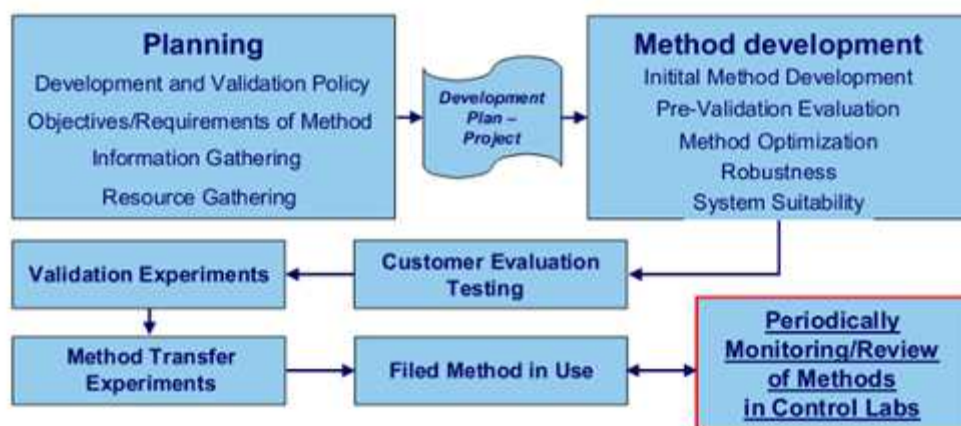 Planning
Development and Validation Policy
Objectives/Requirements of Method
Information Gathering
Resource Gathering
Development
Plan –
Project
Method development
Initital Method Development
Pre-Validation Evaluation
Method Optimization
Robustness
System Suitability
Customer Evaluation
Testing
Validation Experiments
Method Transfer
Experiments
Filed Method in Use
Periodically
Monitoring/Review
of Methods
in Control Labs